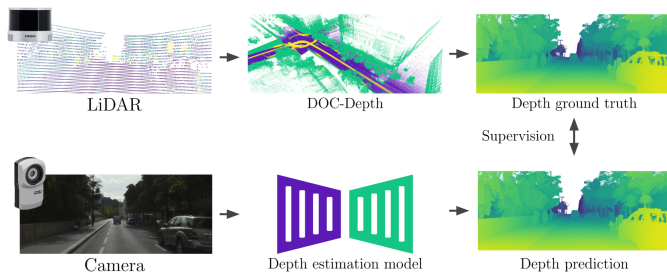 LiDAR
DOC-Depth
Depth ground truth
Supervision
Camera
Depth estimation model
Depth prediction